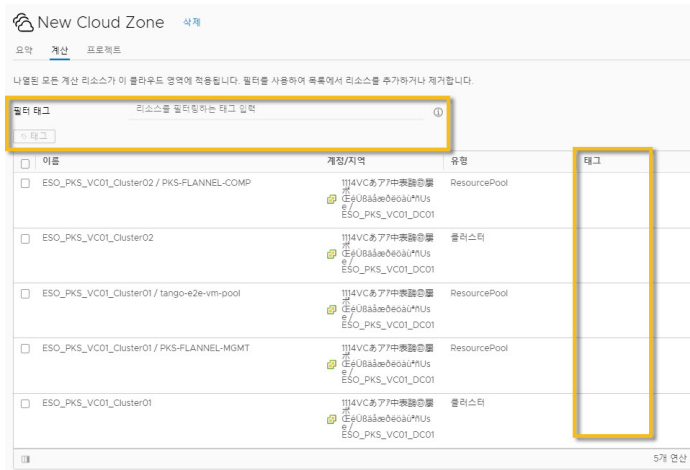 New Cloud Zone 삭제
요약 계산 프로젝트
나열된 모든 계산 리소스가 이 클라우드 영역에 적용됩니다. 필터를 사용하여 목록에서 리소스를 추가하거나 제거합니다.
필터 태그 리소스를 필터링하는 태그 입력
태그
이름 계정/지역 유형 태그
ESO_PKS_VC01_Cluster02 / PKS-FLANNEL-COMP
ResourcePool
ESO_PKS_VC01_DC01
ESO_PKS_VC01_Cluster02
클러스터
ESO_PKS_VC01_DC01
ESO_PKS_VC01_Cluster01 / tango-e2e-vm-pool
ResourcePool
ESO_PKS_VC01_DC01
ESO_PKS_VC01_Cluster01 / PKS-FLANNEL-MGMT
ResourcePool
ESO_PKS_VC01_DC01
ESO_PKS_VC01_Cluster01
클러스터
ESO_PKS_VC01_DC01
5개 연산